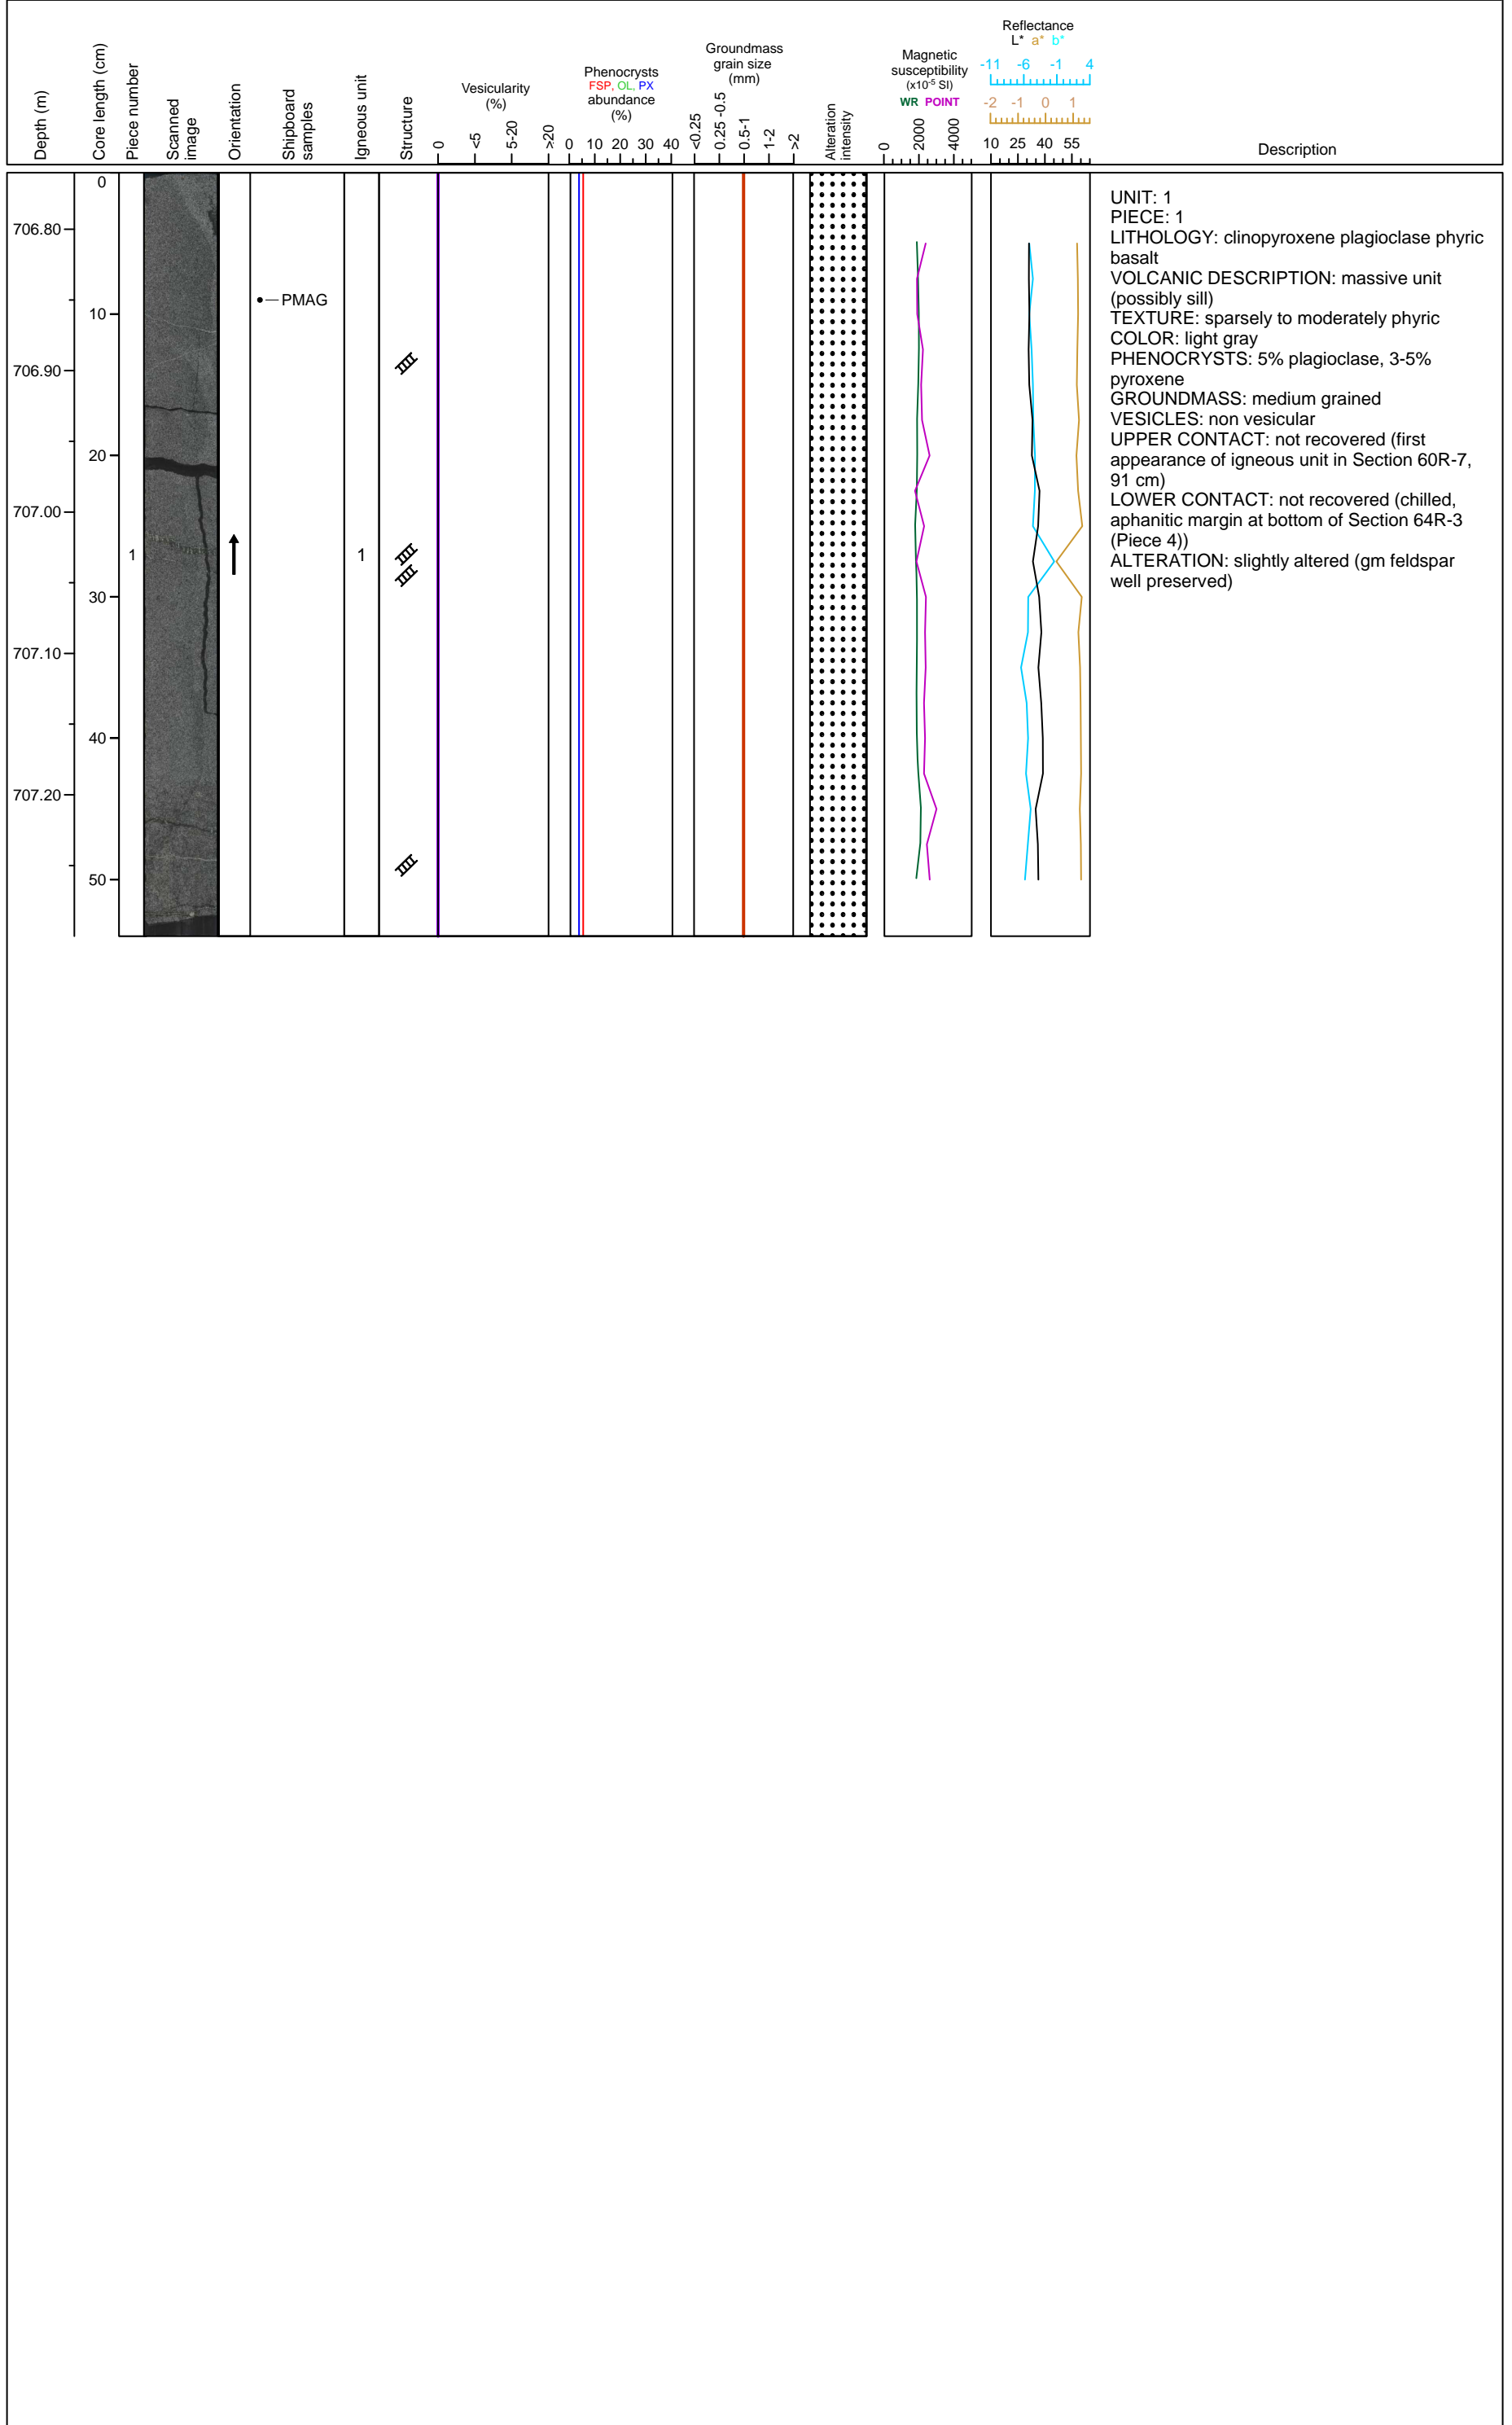 Depth (m)
Core length (cm)
Piece number
Scanned
image
Orientation
Shipboard
samples
Igneous unit
Structure
Vesicularity
(%)
0
<5
5-20
>20
Phenocrysts
FSP, OL, PX
abundance
(%)
0 10 20 30 40
Groundmass
grain size
(mm)
<0.25
0.25 -0.5
0.5-1
1-2
>2
Alteration
intensity
Magnetic
susceptibility
(x10⁻⁵ SI)
WR POINT
0
2000
4000
Reflectance
L* a* b*
-11 -6 -1 4
-2 -1 0 1
10 25 40 55
Description
0
706.80
10
706.90
20
707.00
30
707.10
40
707.20
50
1
PMAG
1
UNIT: 1
PIECE: 1
LITHOLOGY: clinopyroxene plagioclase phyric
basalt
VOLCANIC DESCRIPTION: massive unit
(possibly sill)
TEXTURE: sparsely to moderately phyric
COLOR: light gray
PHENOCRYSTS: 5% plagioclase, 3-5%
pyroxene
GROUNDMASS: medium grained
VESICLES: non vesicular
UPPER CONTACT: not recovered (first
appearance of igneous unit in Section 60R-7,
91 cm)
LOWER CONTACT: not recovered (chilled,
aphanitic margin at bottom of Section 64R-3
(Piece 4))
ALTERATION: slightly altered (gm feldspar
well preserved)